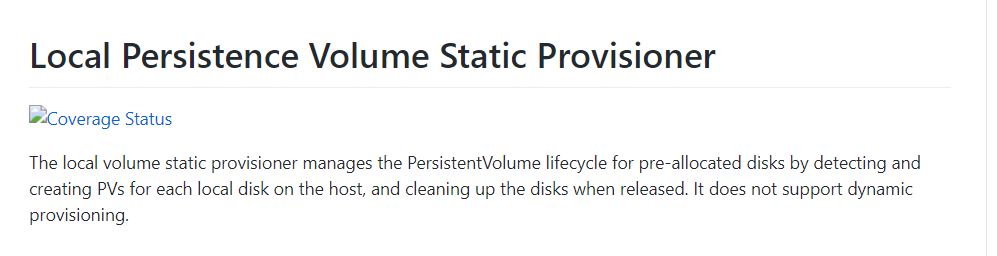 Local Persistence Volume Static Provisioner
Coverage Status
The local volume static provisioner manages the PersistentVolume lifecycle for pre-allocated disks by detecting and
creating PVs for each local disk on the host, and cleaning up the disks when released. It does not support dynamic
provisioning.